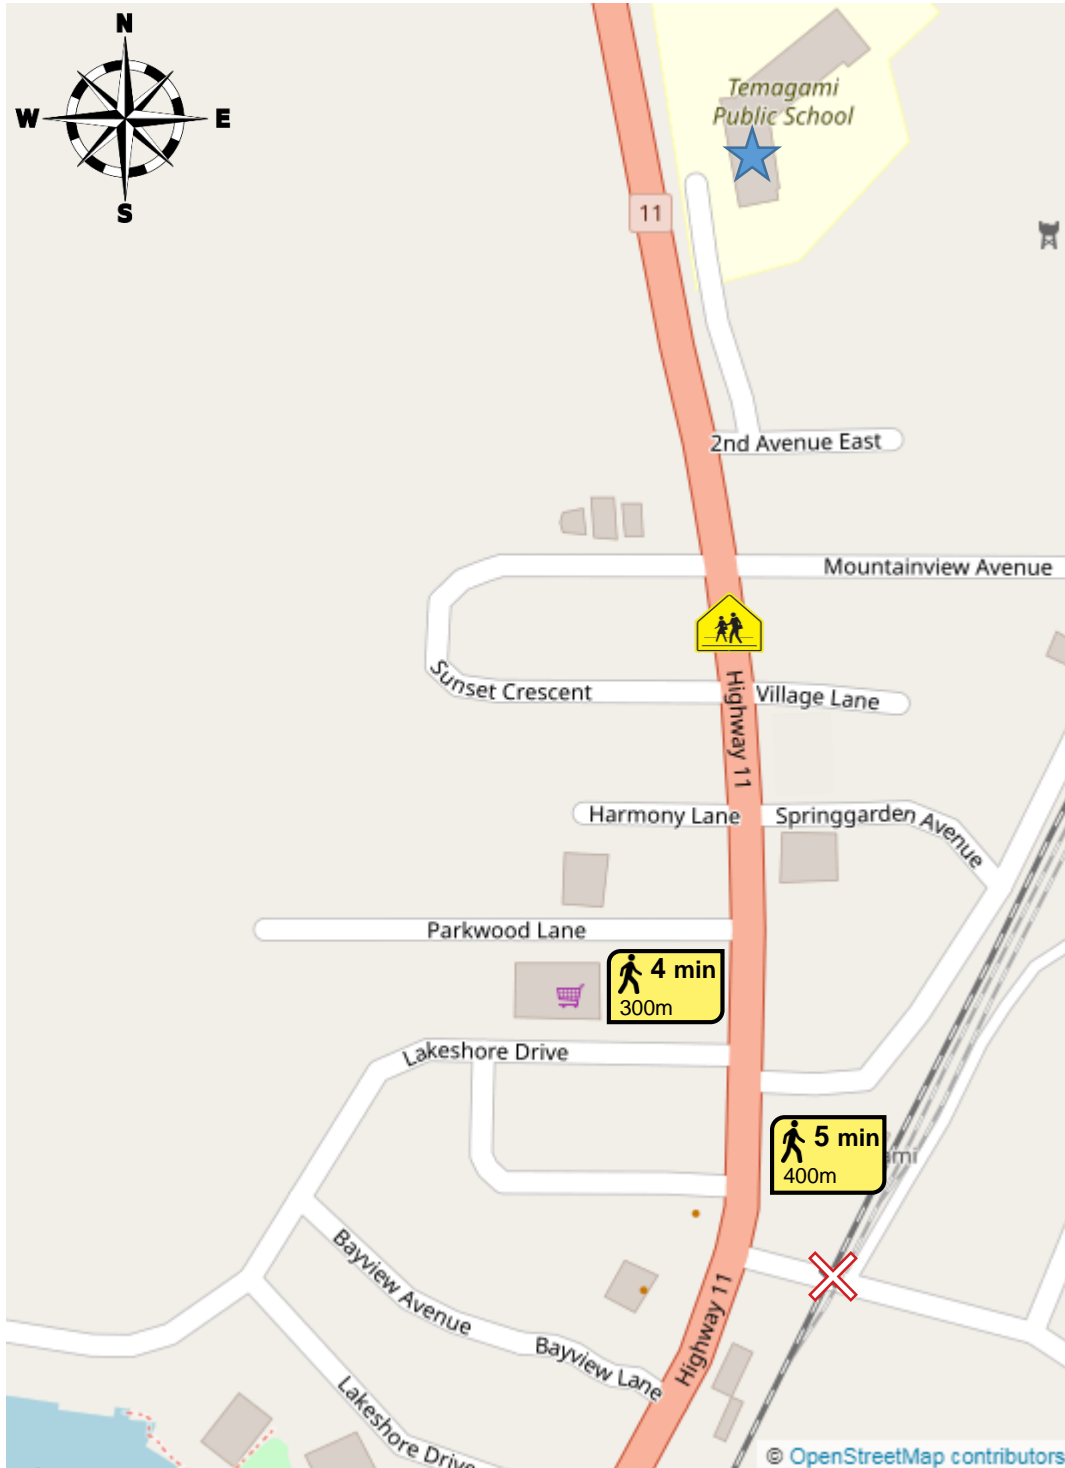 N
W
E
S
Temagami
Public School
11
2nd Avenue East
Mountainview Avenue
Sunset Crescent
Highway 11
Village Lane
Harmony Lane
Springgarden Avenue
Parkwood Lane
4 min
300m
Lakeshore Drive
5 min
400m
ami
Bayview Avenue
Highway 11
Bayview Lane
Lakeshore Drive
© OpenStreetMap contributors